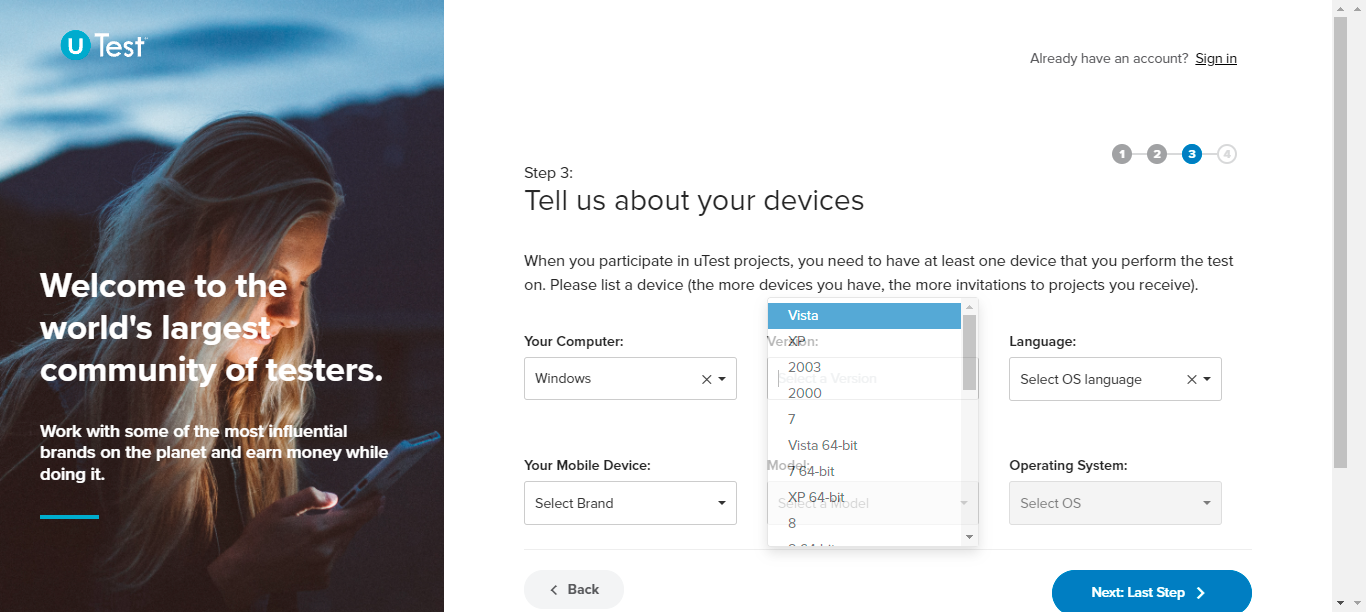 uTest
Already have an account? Sign in
1 2 3 4
Step 3:
Tell us about your devices
When you participate in uTest projects, you need to have at least one device that you perform the test
on. Please list a device (the more devices you have, the more invitations to projects you receive).
Welcome to the
world's largest
community of testers.
Work with some of the most influential
brands on the planet and earn money while
doing it.
Your Computer:
Windows
Version:
Select a Version
Vista
XP
2003
2000
7
Vista 64-bit
7 64-bit
XP 64-bit
8
8 64-bit
Language:
Select OS language
Your Mobile Device:
Select Brand
Model:
Select a Model
Operating System:
Select OS
Back
Next: Last Step